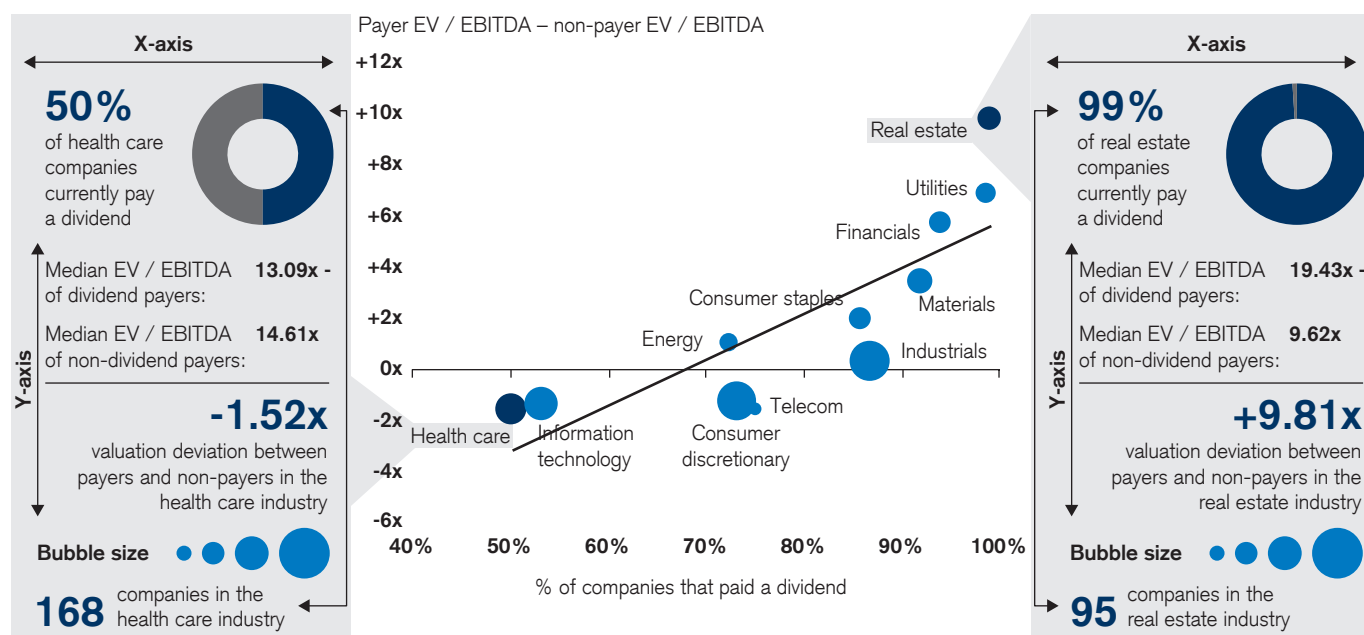 X-axis
50%
of health care
companies
currently pay
a dividend
Y-axis
Median EV / EBITDA 13.09x -
of dividend payers:
Median EV / EBITDA 14.61x
of non-dividend payers:
-1.52x
valuation deviation between
payers and non-payers in the
health care industry
Bubble size
168 companies in the
health care industry
Payer EV / EBITDA – non-payer EV / EBITDA
+12x
+10x
+8x
+6x
+4x
+2x
0x
-2x
-4x
-6x
Real estate
Utilities
Financials
Consumer staples
Materials
Energy
Industrials
Telecom
Health care
Information
technology
Consumer
discretionary
40% 50% 60% 70% 80% 90% 100%
% of companies that paid a dividend
X-axis
99%
of real estate
companies
currently pay
a dividend
Y-axis
Median EV / EBITDA 19.43x -
of dividend payers:
Median EV / EBITDA 9.62x
of non-dividend payers:
+9.81x
valuation deviation between
payers and non-payers in the
real estate industry
Bubble size
95 companies in the
real estate industry